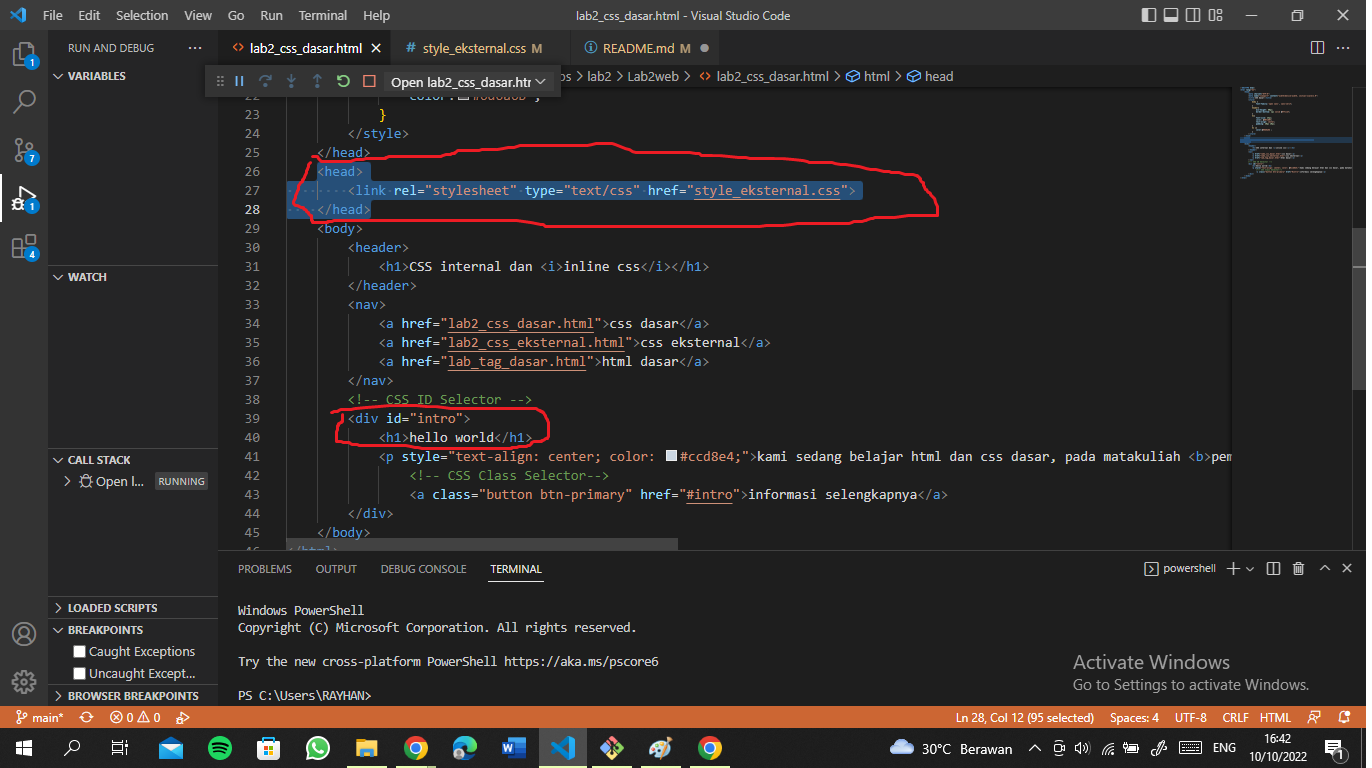 File Edit Selection View Go Run Terminal Help lab2_css_dasar.html - Visual Studio Code
RUN AND DEBUG ... lab2_css_dasar.html # style_eksternal.css M README.md M
VARIABLES
Open lab2_css_dasar.htr
> lab2 > Lab2web > lab2_css_dasar.html > html > head
23 }
24 </style>
25 </head>
26 <head>
27 <link rel="stylesheet" type="text/css" href="style_eksternal.css">
28 </head>
29 <body>
30 <header>
31 <h1>CSS internal dan <i>inline css</i></h1>
32 </header>
33 <nav>
34 <a href="lab2_css_dasar.html">css dasar</a>
35 <a href="lab2_css_eksternal.html">css eksternal</a>
36 <a href="lab_tag_dasar.html">html dasar</a>
37 </nav>
38 <!-- CSS ID Selector -->
39 <div id="intro">
40 <h1>hello world</h1>
41 <p style="text-align: center; color: #ccd8e4;">kami sedang belajar html dan css dasar, pada matakuliah <b>pem
42 <!-- CSS Class Selector-->
43 <a class="button btn-primary" href="#intro">informasi selengkapnya</a>
44 </div>
45 </body>
WATCH
CALL STACK
Open l... RUNNING
LOADED SCRIPTS
BREAKPOINTS
Caught Exceptions
Uncaught Except...
BROWSER BREAKPOINTS
1
7
1
4
PROBLEMS OUTPUT DEBUG CONSOLE TERMINAL powershell
Windows PowerShell
Copyright (C) Microsoft Corporation. All rights reserved.
Try the new cross-platform PowerShell https://aka.ms/pscore6
PS C:\Users\RAYHAN>
Activate Windows
Go to Settings to activate Windows.
main* 0 0 Ln 28, Col 12 (95 selected) Spaces: 4 UTF-8 CRLF HTML
30°C Berawan ENG 16:42
10/10/2022
1